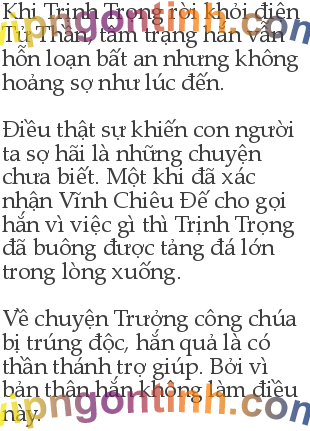 Khi Trịnh Trọng rời khỏi điện
Tử Thần, tâm trạng hắn vẫn
hỗn loạn bất an nhưng không
hoảng sợ như lúc đến.
Điều thật sự khiến con người
ta sợ hãi là những chuyện
chưa biết. Một khi đã xác
nhận Vĩnh Chiêu Đế cho gọi
hắn vì việc gì thì Trịnh Trọng
đã buông được tảng đá lớn
trong lòng xuống.
Về chuyện Trưởng công chúa
bị trúng độc, hắn quả là có
thần thánh trợ giúp. Bởi vì
bản thân hắn không làm điều
này.
vipngontinh.com
vipngontinh.com